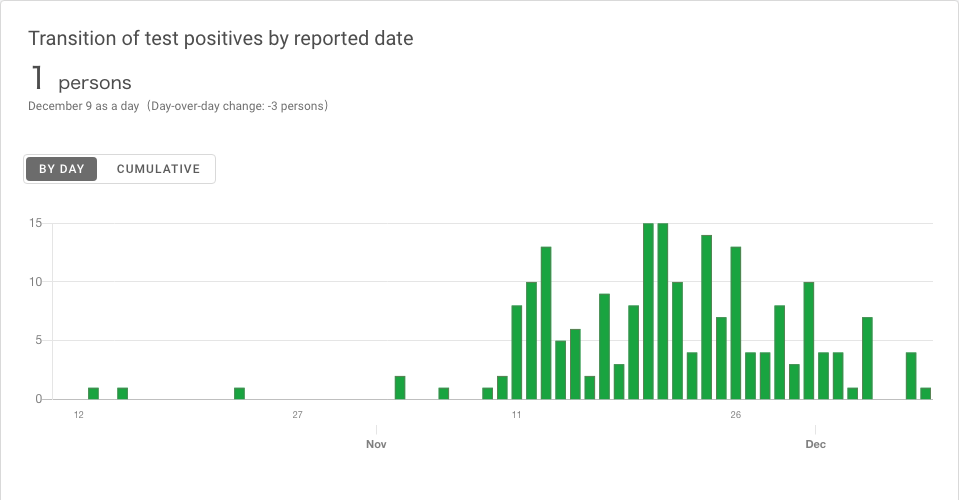 Transition of test positives by reported date
1 persons
December 9 as a day（Day-over-day change: -3 persons）
BY DAY CUMULATIVE
15
10
5
0
12 27 11 26
Nov Dec